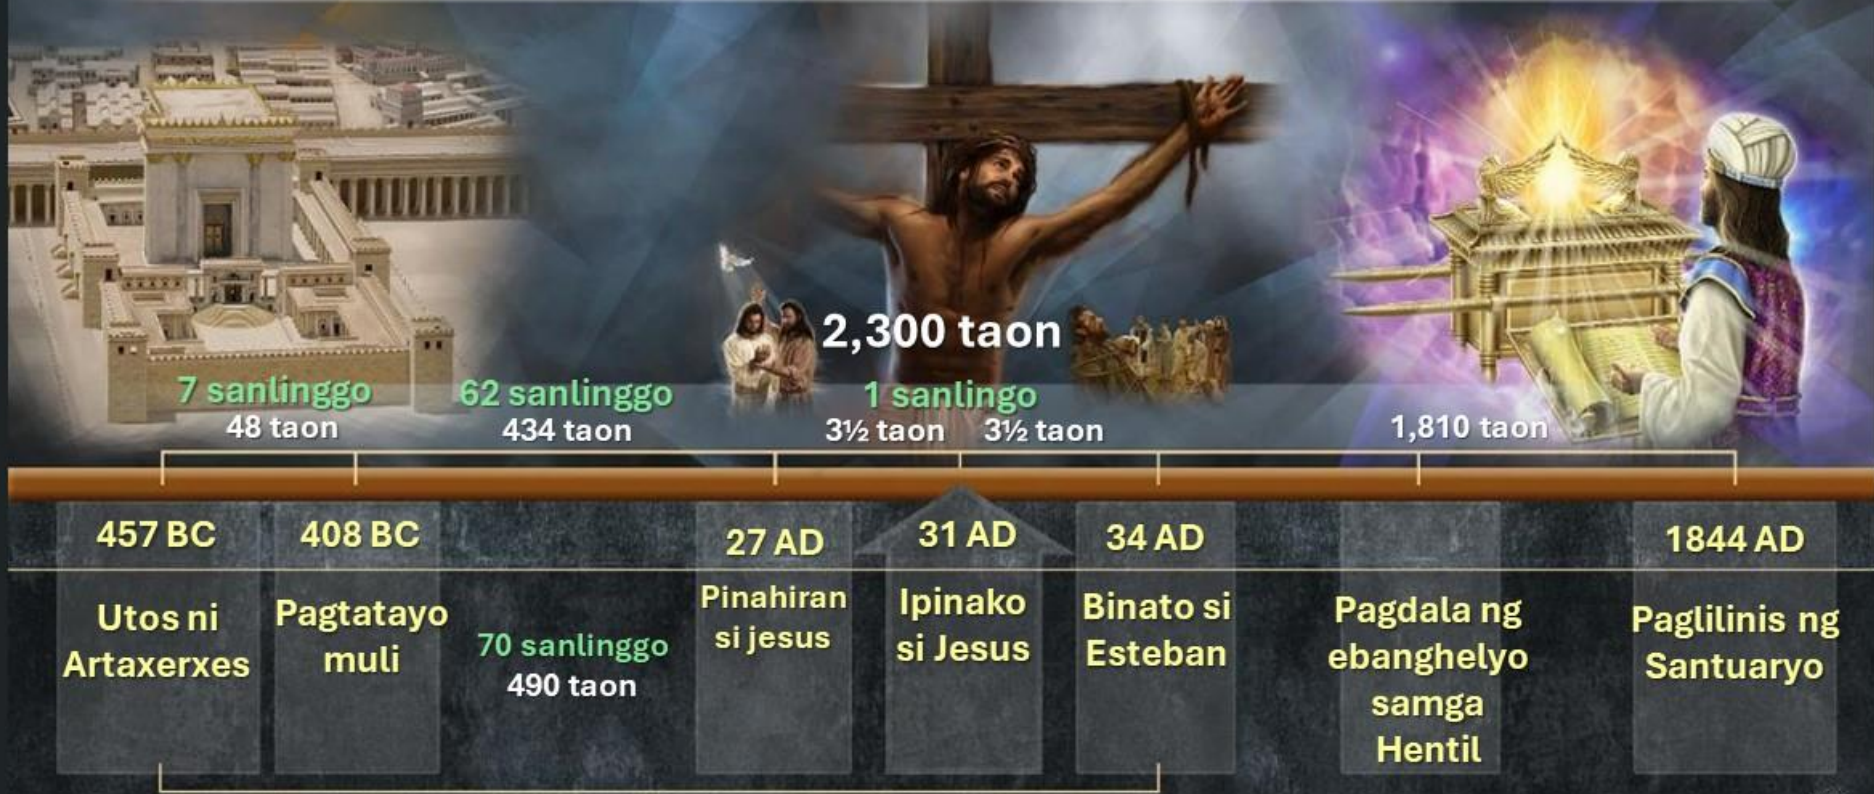 2,300 taon
7 sanlinggo
48 taon
62 sanlinggo
434 taon
1 sanlingo
3½ taon 3½ taon
1,810 taon
457 BC
Utos ni
Artaxerxes
408 BC
Pagtatayo
muli
70 sanlinggo
490 taon
27 AD
Pinahiran
si jesus
31 AD
Ipinako
si Jesus
34 AD
Binato si
Esteban
Pagdala ng
ebanghelyo
samga
Hentil
1844 AD
Paglilinis ng
Santuaryo